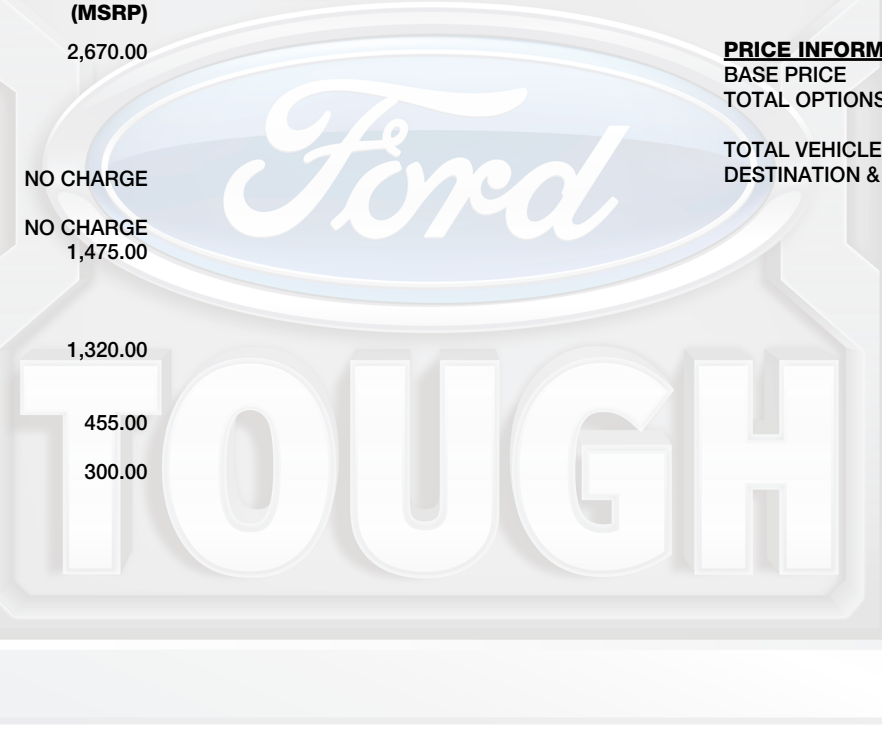 (MSRP)
2,670.00
NO CHARGE
NO CHARGE
1,475.00
1,320.00
455.00
300.00
PRICE INFORM
BASE PRICE
TOTAL OPTIONS
TOTAL VEHICLE
DESTINATION &
Ford
TOUGH